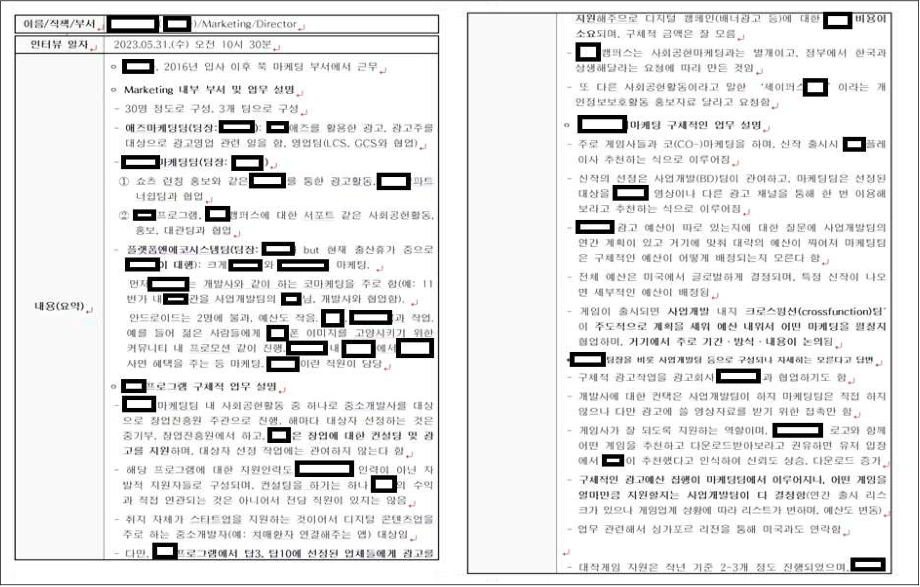 이름/직책/부서
)/Marketing/Director
인터뷰 일자
2023.05.31.(수) 오전 10시 30분
내용(요약)
, 2016년 입사 이후 쭉 마케팅 부서에서 근무
Marketing 내부 부서 및 업무 설명
- 30명 정도로 구성, 3개 팀으로 구성
- 애즈마케팅팀(팀장: ): 애즈를 활용한 광고, 광고주를
대상으로 광고영업 관련 일을 함, 영업팀(LCS, GCS와 협업)
- 마케팅팀(팀장: )
① 쇼츠 런칭 홍보와 같은 를 통한 광고활동, 파트
너쉽팀과 협업
② 프로그램, 캠퍼스에 대한 서포트 같은 사회공헌활동,
홍보, 대관팀과 협업
- 플랫폼앤에코시스템팀(팀장: but 현재 출산휴가 중으로
이 대행): 크게 와 마케팅.
먼저 는 개발사와 같이 하는 코마케팅을 주로 함(예: 11
번가 내 관을 사업개발팀의 님, 개발사와 협업함).
안드로이드는 2명에 불과, 예산도 작음. , 과 작업,
예를 들어 젊은 사람들에게 폰 이미지를 고양시키기 위한
커뮤니티 내 프로모션 같이 진행, 내 에서
사면 혜택을 주는 등 마케팅. 이란 직원이 담당
프로그램 구체적 업무 설명
- 마케팅팀 내 사회공헌활동 중 하나로 중소개발사를 대상
으로 창업진흥원 주관으로 진행, 해마다 대상자 선정하는 것은
중기부, 창업진흥원에서 하고, 은 창업에 대한 컨설팅 및 광
고를 지원하며, 대상자 선정 작업에는 관여하지 않는다 함
- 해당 프로그램에 대한 지원인력도 인력이 아닌 자
발적 지원자들로 구성되며, 컨설팅을 하기는 하나 의 수익
과 직접 연관되는 것은 아니어서 전담 직원이 있지는 않음
- 취지 자체가 스타트업을 지원하는 것이어서 디지털 콘텐츠업을
주로 하는 중소개발자(예: 치매환자 연결해주는 앱) 대상임
- 다만, 프로그램에서 탑3, 탑10에 선정된 업체들에게 광고를
지원해주므로 디지털 캠페인(배너광고 등)에 대한 비용이
소요되며, 구체적 금액은 잘 모름
- 캠퍼스는 사회공헌마케팅과는 별개이고, 정부에서 한국과
상생해달라는 요청에 따라 만든 것임
- 또 다른 사회공헌활동이라고 말한 '세이퍼 ' 이라는 개
인정보보호활동 홍보자료 달라고 요청함
마케팅 구체적인 업무 설명
- 주로 게임사들과 코(CO-)마케팅을 하며, 신작 출시시 플레
이사 추천하는 식으로 이루어짐
- 신작의 선정은 사업개발(BD)팀이 관여하고, 마케팅은 선정된
대상을 영상이나 다른 광고 채널을 통해 한 번 이용해
보라고 추천하는 식으로 이루어짐
- 광고 예산이 따로 있는지에 대한 질문에 사업개발팀의
연간 계획이 있고 거기에 맞춰 대략의 예산이 짜여져 마케팅팀
은 구체적인 예산이 어떻게 배정되는지 모른다 함
- 전체 예산은 미국에서 글로벌하게 결정되며, 특정 신작이 나오
면 세부적인 예산이 배정됨
- 게임이 출시되면 사업개발 내지 크로스펑션(crossfunction)팀*
이 주도적으로 계획을 세워 예산 내워서 어떤 마케팅을 펼칠지
협업하며, 거기에서 주로 기간·방식·내용이 논의됨
* 팀장을 비롯 사업개발팀 등으로 구성되나 자세히는 모른다고 답변
- 구체적 광고작업을 광고회사 과 협업하기도 함
- 개발사에 대한 컨택은 사업개발팀이 하지 마케팅팀은 직접 하지
않으나 다만 광고에 쓸 영상자료를 받기 위한 접촉만 함
- 게임사가 잘 되도록 지원하는 역할이며, 로고와 함께
어떤 게임을 추천하고 다운로드받아보라고 권유하면 유저 입장
에서 이 추천했다고 인식하여 신뢰도 상승, 다운로드 증가
- 구체적인 광고예산 집행이 마케팅팀에서 이루어지나, 어떤 게임을
얼마만큼 지원할지는 사업개발팀이 다 결정함(연간 출시 리스
크가 있으나 게임업계 상황에 따라 리스트가 변하며, 예산도 변동)
- 업무 관련해서 싱가포르 리전을 통해 미국과도 연락함
- 대작게임 지원은 작년 기준 2-3개 정도 진행되었으며,